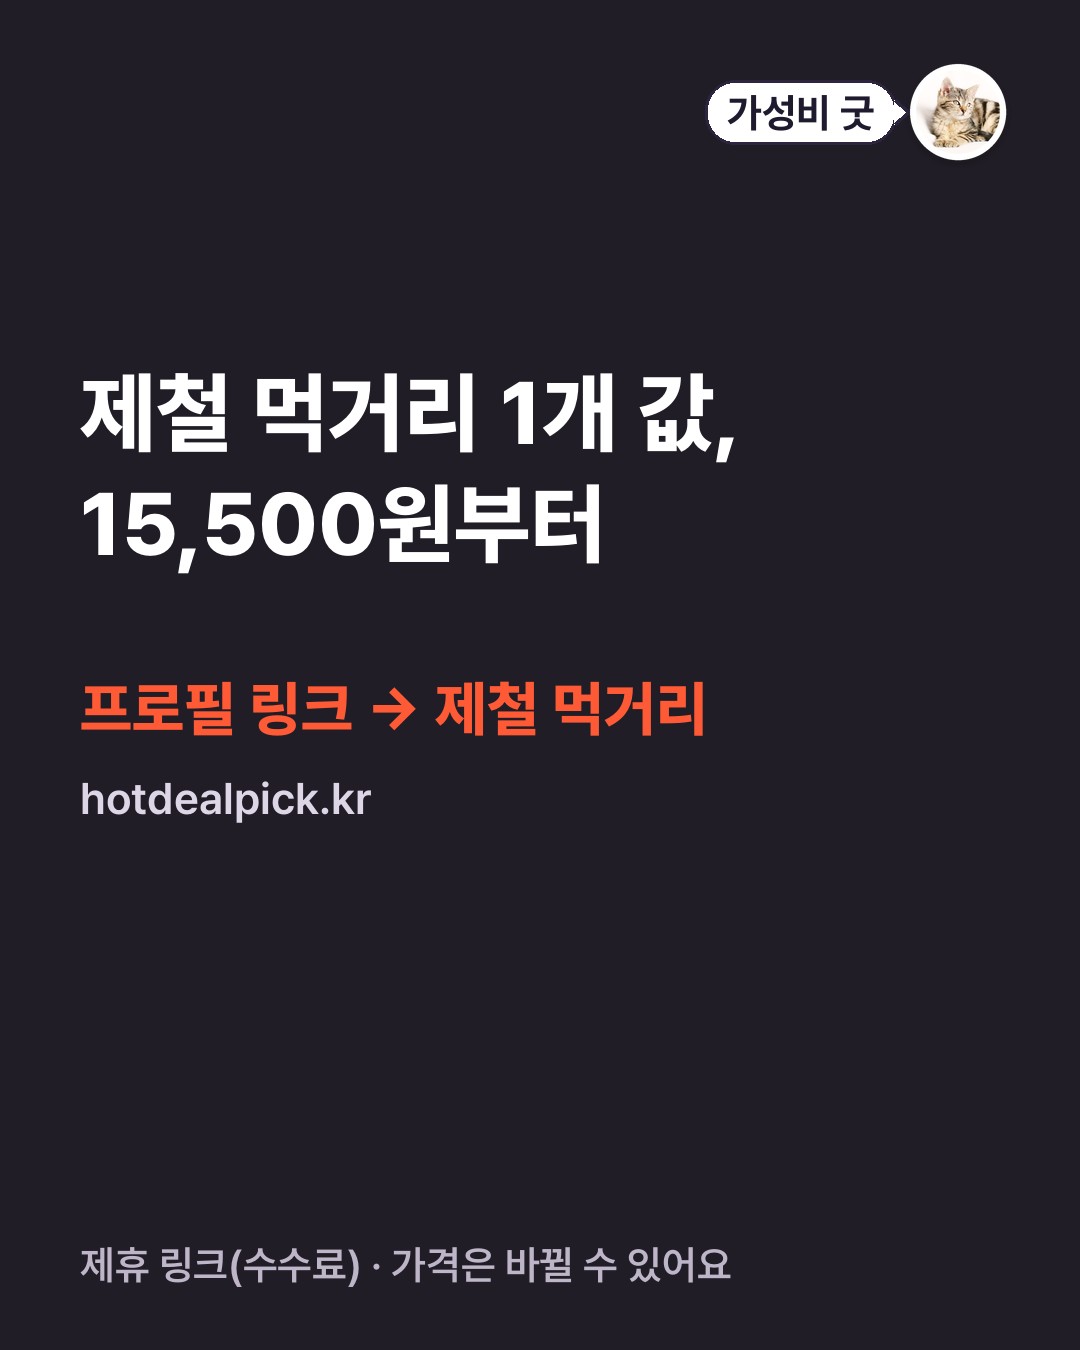 가성비 굿
제철 먹거리 1개 값,
15,500원부터
프로필 링크 → 제철 먹거리
hotdealpick.kr
제휴 링크(수수료) · 가격은 바뀔 수 있어요